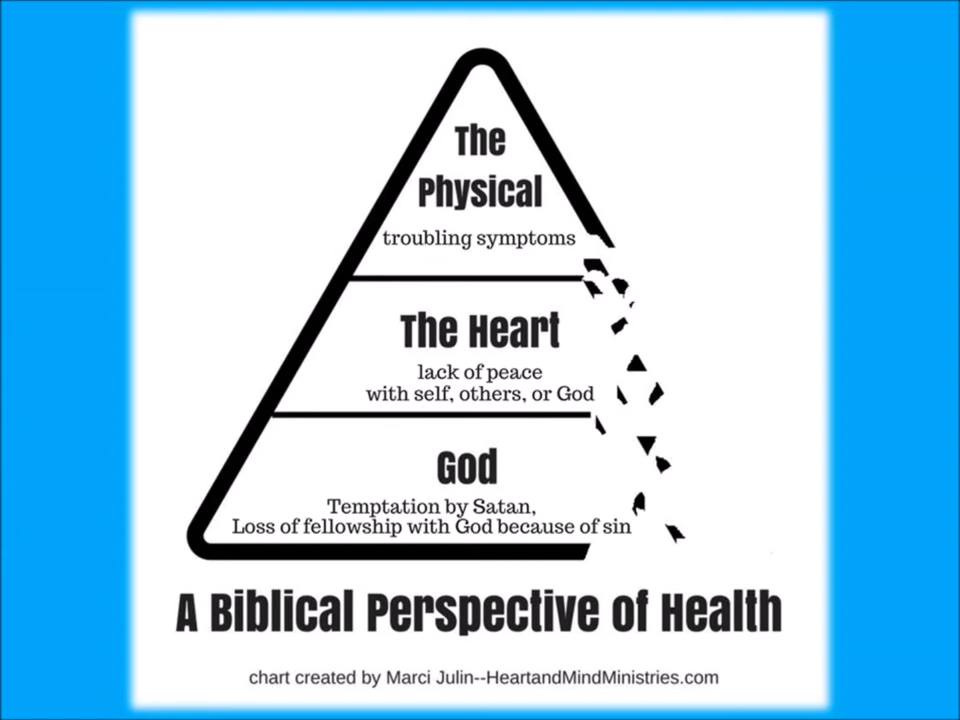 The
Physical
troubling symptoms
The Heart
lack of peace
with self, others, or God
God
Temptation by Satan,
Loss of fellowship with God because of sin
A Biblical Perspective of Health
chart created by Marci Julin--HeartandMindMinistries.com